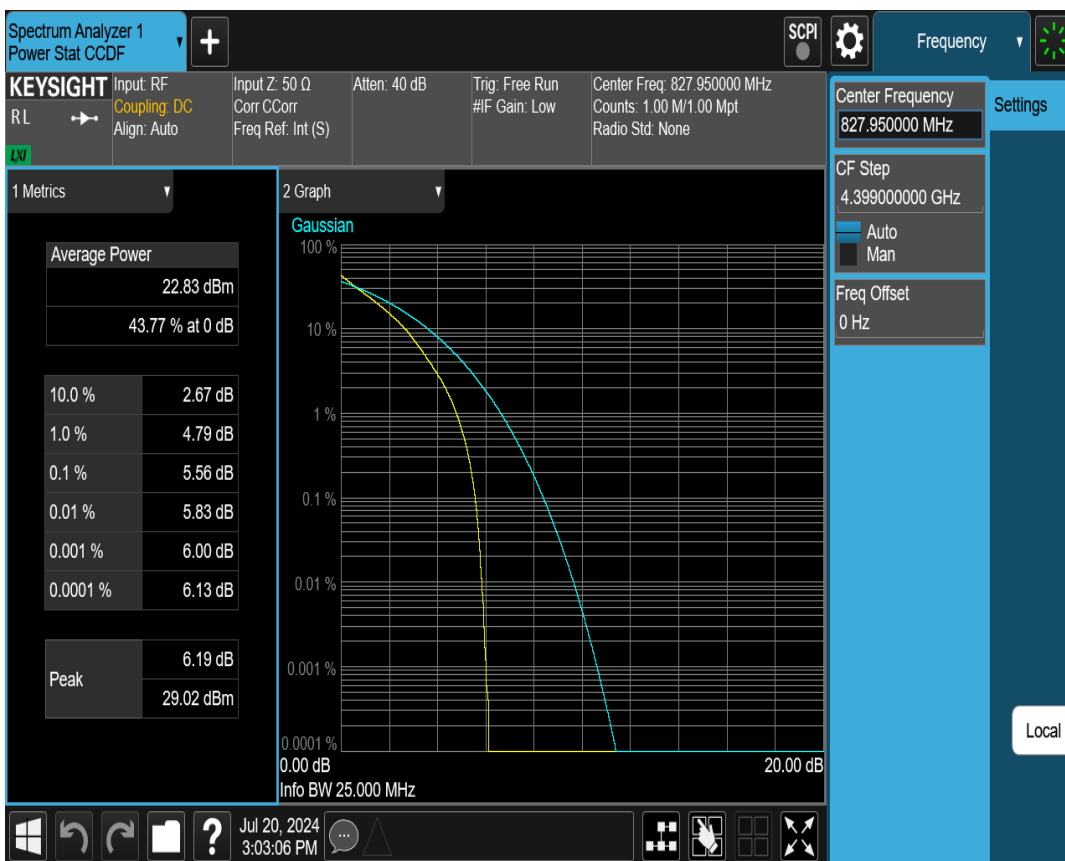 Spectrum Analyzer 1
Power Stat CCDF
+
SCPI
Frequency
KEYSIGHT
RL
LXI
Input: RF
Coupling: DC
Align: Auto
Input Z: 50 Ω
Corr CCorr
Freq Ref: Int (S)
Atten: 40 dB
Trig: Free Run
#IF Gain: Low
Center Freq: 827.950000 MHz
Counts: 1.00 M/1.00 Mpt
Radio Std: None
Center Frequency
827.950000 MHz
Settings
CF Step
4.399000000 GHz
Auto
Man
Freq Offset
0 Hz
1 Metrics
Average Power
22.83 dBm
43.77 % at 0 dB
10.0 % 2.67 dB
1.0 % 4.79 dB
0.1 % 5.56 dB
0.01 % 5.83 dB
0.001 % 6.00 dB
0.0001 % 6.13 dB
Peak
6.19 dB
29.02 dBm
2 Graph
Gaussian
100 %
10 %
1 %
0.1 %
0.01 %
0.001 %
0.0001 %
0.00 dB 20.00 dB
Info BW 25.000 MHz
Local
?
Jul 20, 2024
3:03:06 PM